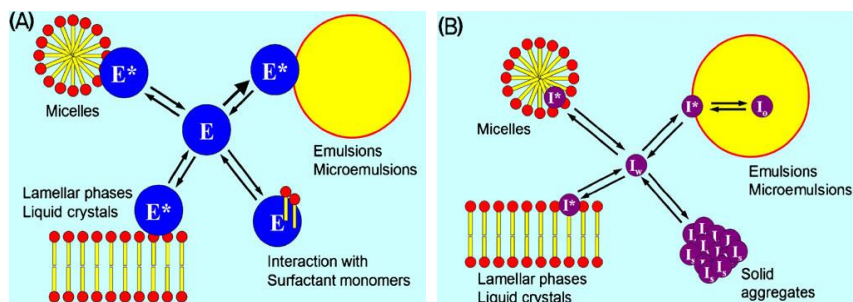 (A)
E*
E*
Micelles
E
Emulsions
Microemulsions
Lamellar phases
Liquid crystals
E*
E
Interaction with
Surfactant monomers
(B)
I*
Micelles
I* Io
Emulsions
Microemulsions
Iw
I*
Lamellar phases
Liquid crystals
Is
Solid
aggregates